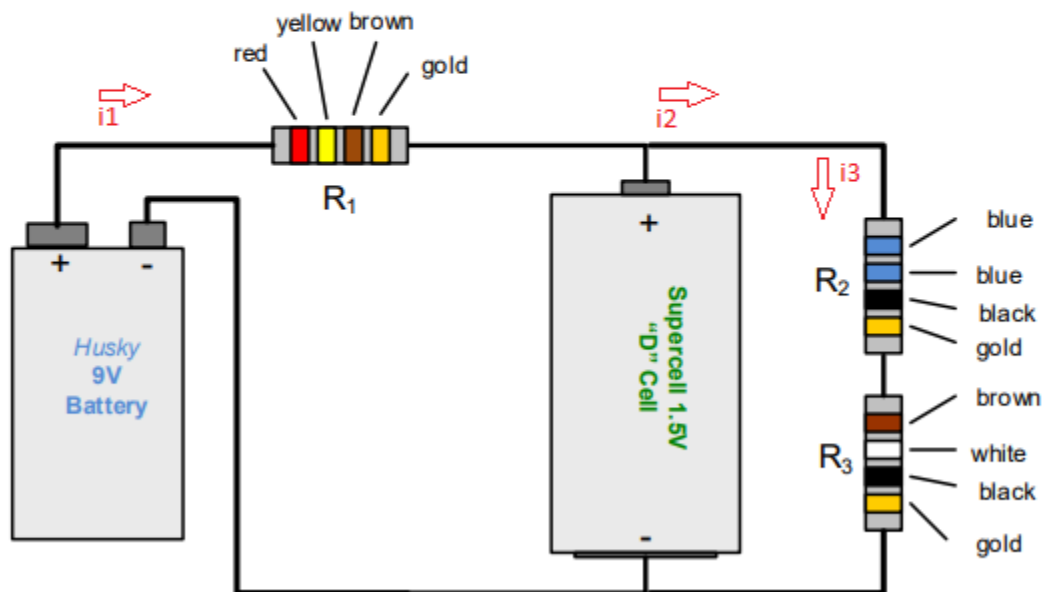 yellow
brown
red
gold
i1
i2
i3
R1
+
-
Husky
9V
Battery
+
Supercell 1.5V
“D” Cell
-
R2
blue
blue
black
gold
R3
brown
white
black
gold